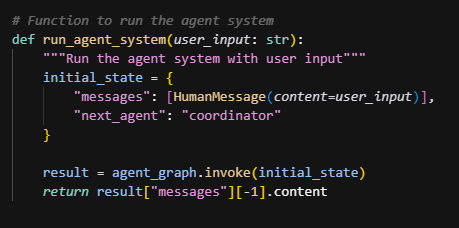 # Function to run the agent system
def run_agent_system(user_input: str):
    """Run the agent system with user input"""
    initial_state = {
        "messages": [HumanMessage(content=user_input)],
        "next_agent": "coordinator"
    }

    result = agent_graph.invoke(initial_state)
    return result["messages"][-1].content